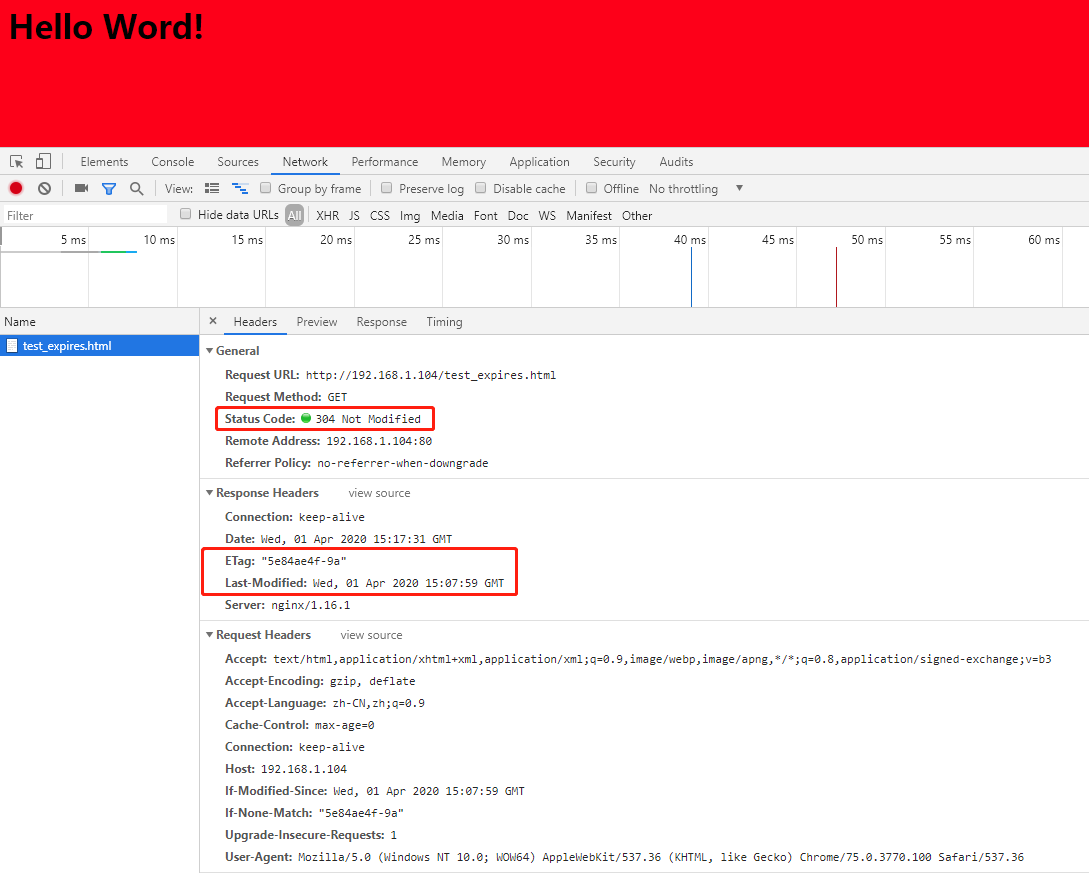 Hello Word!
Elements Console Sources Network Performance Memory Application Security Audits
View: Group by frame Preserve log Disable cache Offline No throttling
Filter Hide data URLs All XHR JS CSS Img Media Font Doc WS Manifest Other
5 ms 10 ms 15 ms 20 ms 25 ms 30 ms 35 ms 40 ms 45 ms 50 ms 55 ms 60 ms
Name × Headers Preview Response Timing
test_expires.html
General
Request URL: http://192.168.1.104/test_expires.html
Request Method: GET
Status Code: 304 Not Modified
Remote Address: 192.168.1.104:80
Referrer Policy: no-referrer-when-downgrade
Response Headers view source
Connection: keep-alive
Date: Wed, 01 Apr 2020 15:17:31 GMT
ETag: "5e84ae4f-9a"
Last-Modified: Wed, 01 Apr 2020 15:07:59 GMT
Server: nginx/1.16.1
Request Headers view source
Accept: text/html,application/xhtml+xml,application/xml;q=0.9,image/webp,image/apng,*/*;q=0.8,application/signed-exchange;v=b3
Accept-Encoding: gzip, deflate
Accept-Language: zh-CN,zh;q=0.9
Cache-Control: max-age=0
Connection: keep-alive
Host: 192.168.1.104
If-Modified-Since: Wed, 01 Apr 2020 15:07:59 GMT
If-None-Match: "5e84ae4f-9a"
Upgrade-Insecure-Requests: 1
User-Agent: Mozilla/5.0 (Windows NT 10.0; WOW64) AppleWebKit/537.36 (KHTML, like Gecko) Chrome/75.0.3770.100 Safari/537.36